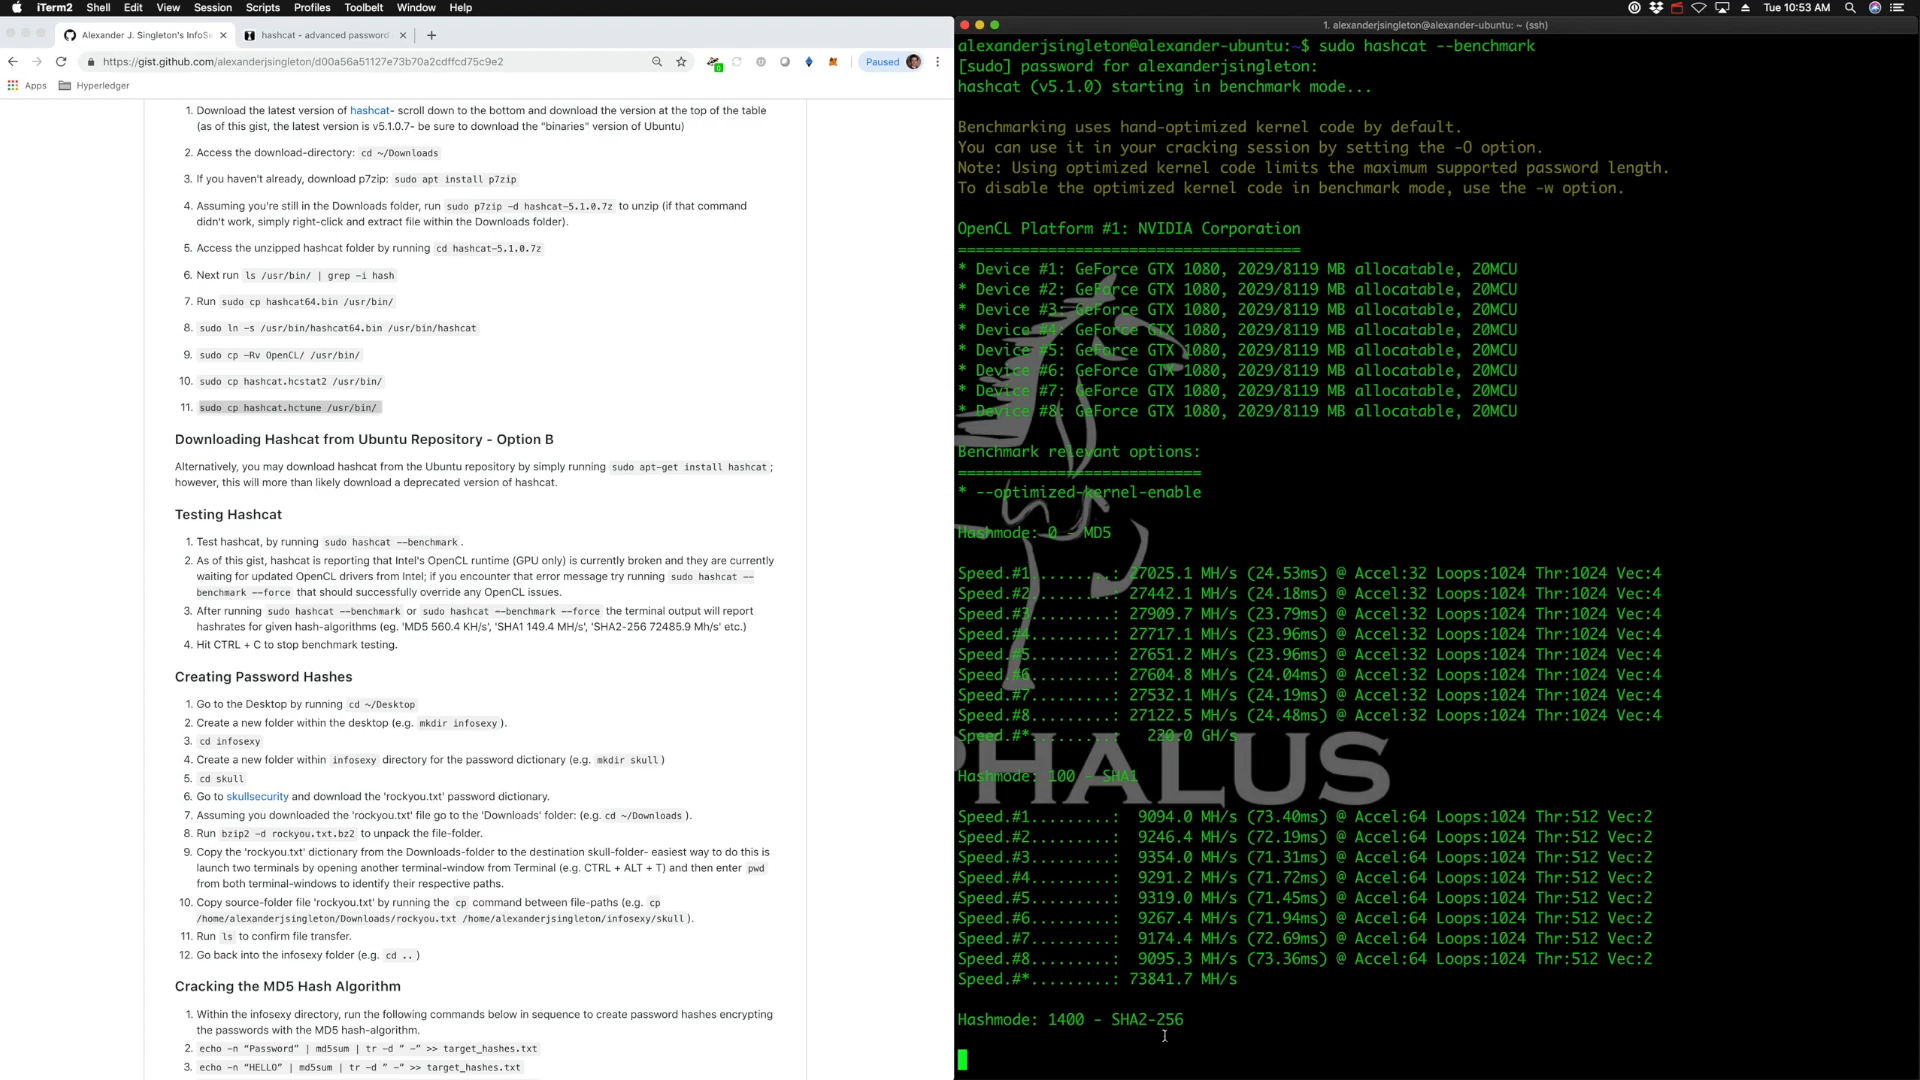 iTerm2 Shell Edit View Session Scripts Profiles Toolbelt Window Help
Tue 10:53 AM
Alexander J. Singleton's InfoSe
hashcat - advanced password
https://gist.github.com/alexanderjsingleton/d00a56a51127e73b70a2cdffcd75c9e2
Paused
Apps Hyperledger
1. Download the latest version of hashcat- scroll down to the bottom and download the version at the top of the table
(as of this gist, the latest version is v5.1.0.7- be sure to download the "binaries" version of Ubuntu)
2. Access the download-directory: cd ~/Downloads
3. If you haven't already, download p7zip: sudo apt install p7zip
4. Assuming you're still in the Downloads folder, run sudo p7zip -d hashcat-5.1.0.7z to unzip (if that command
didn't work, simply right-click and extract file within the Downloads folder).
5. Access the unzipped hashcat folder by running cd hashcat-5.1.0.7z
6. Next run ls /usr/bin/ | grep -i hash
7. Run sudo cp hashcat64.bin /usr/bin/
8. sudo ln -s /usr/bin/hashcat64.bin /usr/bin/hashcat
9. sudo cp -Rv OpenCL/ /usr/bin/
10. sudo cp hashcat.hcstat2 /usr/bin/
11. sudo cp hashcat.hctune /usr/bin/
Downloading Hashcat from Ubuntu Repository - Option B
Alternatively, you may download hashcat from the Ubuntu repository by simply running sudo apt-get install hashcat ;
however, this will more than likely download a deprecated version of hashcat.
Testing Hashcat
1. Test hashcat, by running sudo hashcat --benchmark .
2. As of this gist, hashcat is reporting that Intel's OpenCL runtime (GPU only) is currently broken and they are currently
waiting for updated OpenCL drivers from Intel; if you encounter that error message try running sudo hashcat --
benchmark --force that should successfully override any OpenCL issues.
3. After running sudo hashcat --benchmark or sudo hashcat --benchmark --force the terminal output will report
hashrates for given hash-algorithms (eg. 'MD5 560.4 KH/s', 'SHA1 149.4 MH/s', 'SHA2-256 72485.9 Mh/s' etc.)
4. Hit CTRL + C to stop benchmark testing.
Creating Password Hashes
1. Go to the Desktop by running cd ~/Desktop
2. Create a new folder within the desktop (e.g. mkdir infosexy ).
3. cd infosexy
4. Create a new folder within infosexy directory for the password dictionary (e.g. mkdir skull )
5. cd skull
6. Go to skullsecurity and download the 'rockyou.txt' password dictionary.
7. Assuming you downloaded the 'rockyou.txt' file go to the 'Downloads' folder: (e.g. cd ~/Downloads ).
8. Run bzip2 -d rockyou.txt.bz2 to unpack the file-folder.
9. Copy the 'rockyou.txt' dictionary from the Downloads-folder to the destination skull-folder- easiest way to do this is
launch two terminals by opening another terminal-window from Terminal (e.g. CTRL + ALT + T) and then enter pwd
from both terminal-windows to identify their respective paths.
10. Copy source-folder file 'rockyou.txt' by running the cp command between file-paths (e.g. cp
/home/alexanderjsingleton/Downloads/rockyou.txt /home/alexanderjsingleton/infosexy/skull ).
11. Run ls to confirm file transfer.
12. Go back into the infosexy folder (e.g. cd .. )
Cracking the MD5 Hash Algorithm
1. Within the infosexy directory, run the following commands below in sequence to create password hashes encrypting
the passwords with the MD5 hash-algorithm.
2. echo -n “Password” | md5sum | tr -d ” -” >> target_hashes.txt
3. echo -n “HELLO” | md5sum | tr -d ” -” >> target_hashes.txt
1. alexanderjsingleton@alexander-ubuntu: ~ (ssh)
alexanderjsingleton@alexander-ubuntu:~$ sudo hashcat --benchmark
[sudo] password for alexanderjsingleton:
hashcat (v5.1.0) starting in benchmark mode...
Benchmarking uses hand-optimized kernel code by default.
You can use it in your cracking session by setting the -O option.
Note: Using optimized kernel code limits the maximum supported password length.
To disable the optimized kernel code in benchmark mode, use the -w option.
OpenCL Platform #1: NVIDIA Corporation
======================================
* Device #1: GeForce GTX 1080, 2029/8119 MB allocatable, 20MCU
* Device #2: GeForce GTX 1080, 2029/8119 MB allocatable, 20MCU
* Device #3: GeForce GTX 1080, 2029/8119 MB allocatable, 20MCU
* Device #4: GeForce GTX 1080, 2029/8119 MB allocatable, 20MCU
* Device #5: GeForce GTX 1080, 2029/8119 MB allocatable, 20MCU
* Device #6: GeForce GTX 1080, 2029/8119 MB allocatable, 20MCU
* Device #7: GeForce GTX 1080, 2029/8119 MB allocatable, 20MCU
* Device #8: GeForce GTX 1080, 2029/8119 MB allocatable, 20MCU
Benchmark relevant options:
===========================
* --optimized-kernel-enable
Hashmode: 0 - MD5
Speed.#1.........: 27025.1 MH/s (24.53ms) @ Accel:32 Loops:1024 Thr:1024 Vec:4
Speed.#2.........: 27442.1 MH/s (24.18ms) @ Accel:32 Loops:1024 Thr:1024 Vec:4
Speed.#3.........: 27909.7 MH/s (23.79ms) @ Accel:32 Loops:1024 Thr:1024 Vec:4
Speed.#4.........: 27717.1 MH/s (23.96ms) @ Accel:32 Loops:1024 Thr:1024 Vec:4
Speed.#5.........: 27651.2 MH/s (23.96ms) @ Accel:32 Loops:1024 Thr:1024 Vec:4
Speed.#6.........: 27604.8 MH/s (24.04ms) @ Accel:32 Loops:1024 Thr:1024 Vec:4
Speed.#7.........: 27532.1 MH/s (24.19ms) @ Accel:32 Loops:1024 Thr:1024 Vec:4
Speed.#8.........: 27122.5 MH/s (24.48ms) @ Accel:32 Loops:1024 Thr:1024 Vec:4
Speed.#*.........: 220.0 GH/s
PHALUS
Hashmode: 100 - SHA1
Speed.#1.........: 9094.0 MH/s (73.40ms) @ Accel:64 Loops:1024 Thr:512 Vec:2
Speed.#2.........: 9246.4 MH/s (72.19ms) @ Accel:64 Loops:1024 Thr:512 Vec:2
Speed.#3.........: 9354.0 MH/s (71.31ms) @ Accel:64 Loops:1024 Thr:512 Vec:2
Speed.#4.........: 9291.2 MH/s (71.72ms) @ Accel:64 Loops:1024 Thr:512 Vec:2
Speed.#5.........: 9319.0 MH/s (71.45ms) @ Accel:64 Loops:1024 Thr:512 Vec:2
Speed.#6.........: 9267.4 MH/s (71.94ms) @ Accel:64 Loops:1024 Thr:512 Vec:2
Speed.#7.........: 9174.4 MH/s (72.69ms) @ Accel:64 Loops:1024 Thr:512 Vec:2
Speed.#8.........: 9095.3 MH/s (73.36ms) @ Accel:64 Loops:1024 Thr:512 Vec:2
Speed.#*.........: 73841.7 MH/s
Hashmode: 1400 - SHA2-256